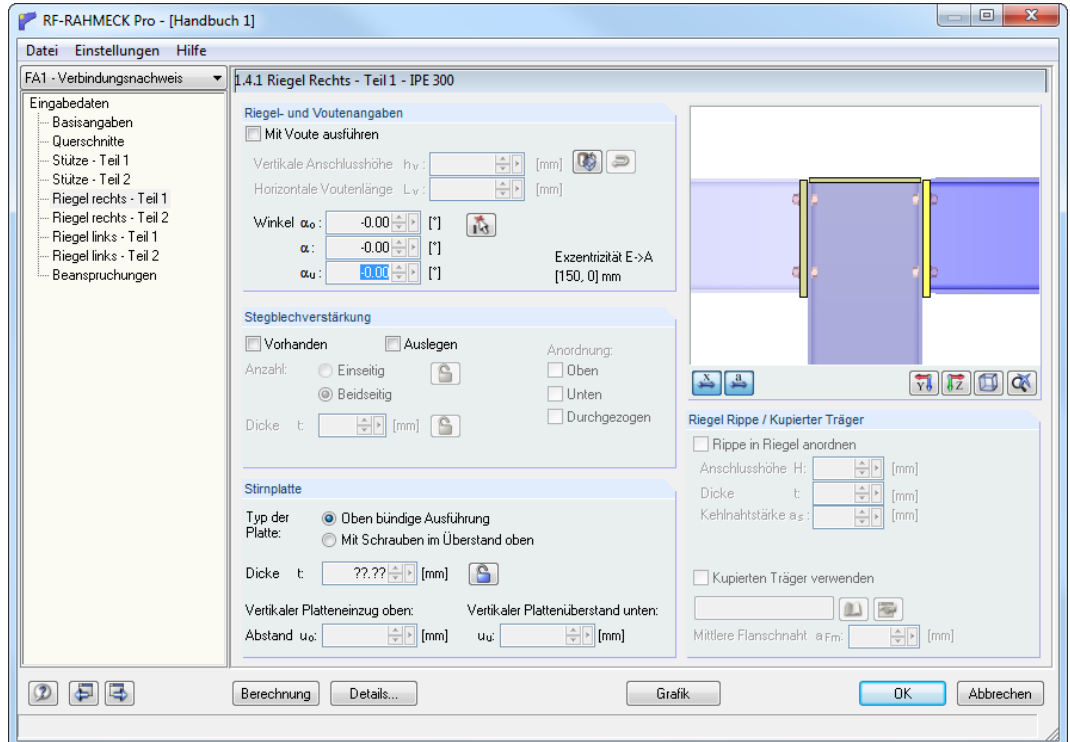 RF-RAHMECK Pro - [Handbuch 1]
Datei Einstellungen Hilfe
FA1 - Verbindungsnachweis
Eingabedaten
Basisangaben
Querschnitte
Stütze - Teil 1
Stütze - Teil 2
Riegel rechts - Teil 1
Riegel rechts - Teil 2
Riegel links - Teil 1
Riegel links - Teil 2
Beanspruchungen
1.4.1 Riegel Rechts - Teil 1 - IPE 300
Riegel- und Voutenangaben
Mit Voute ausführen
Vertikale Anschlusshöhe hv: [mm]
Horizontale Voutenlänge Lv: [mm]
Winkel αo: -0.00 [°]
α: -0.00 [°]
αu: -0.00 [°]
Exzentrizität E->A
[150, 0] mm
Stegblechverstärkung
Vorhanden Auslegen
Anzahl: Einseitig
Beidseitig
Dicke t: [mm]
Anordnung:
Oben
Unten
Durchgezogen
Stirnplatte
Typ der Platte:
Oben bündige Ausführung
Mit Schrauben im Überstand oben
Dicke t: ??.?? [mm]
Vertikaler Platteneinzug oben: Vertikaler Plattenüberstand unten:
Abstand uo: [mm] uu: [mm]
X a Y Z
Riegel Rippe / Kupierter Träger
Rippe in Riegel anordnen
Anschlusshöhe H: [mm]
Dicke t: [mm]
Kehlnahtstärke as: [mm]
Kupierten Träger verwenden
Mittlere Flanschnaht aFm: [mm]
Berechnung Details... Grafik OK Abbrechen